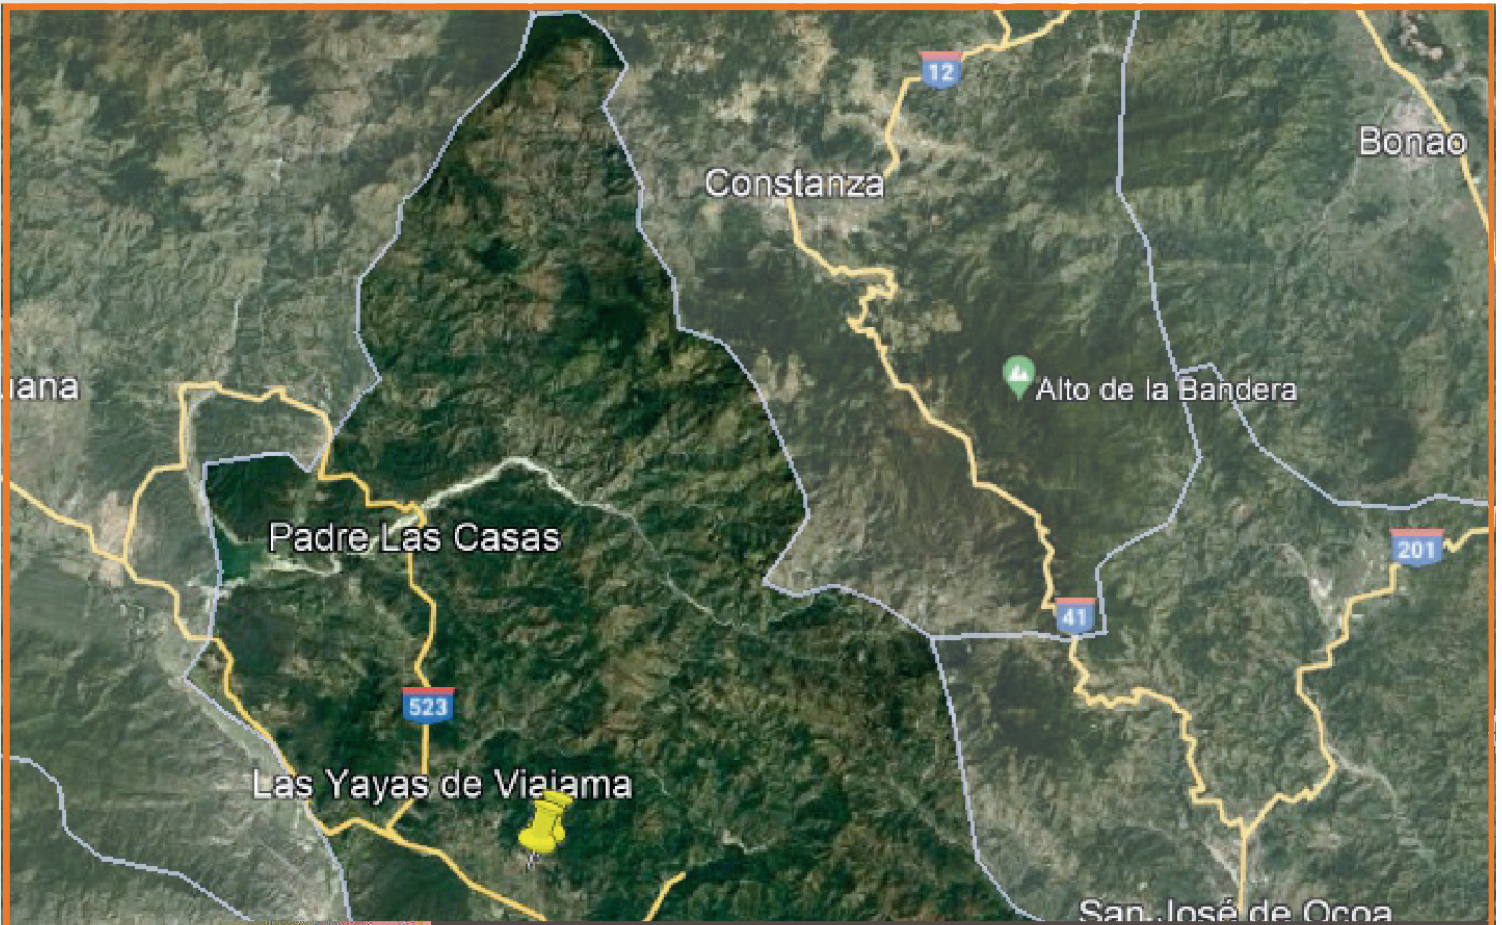 12
Bonao
Constanza
uana
Alto de la Bandera
Padre Las Casas
201
41
523
Las Yayas de Viajama
San José de Ocoa